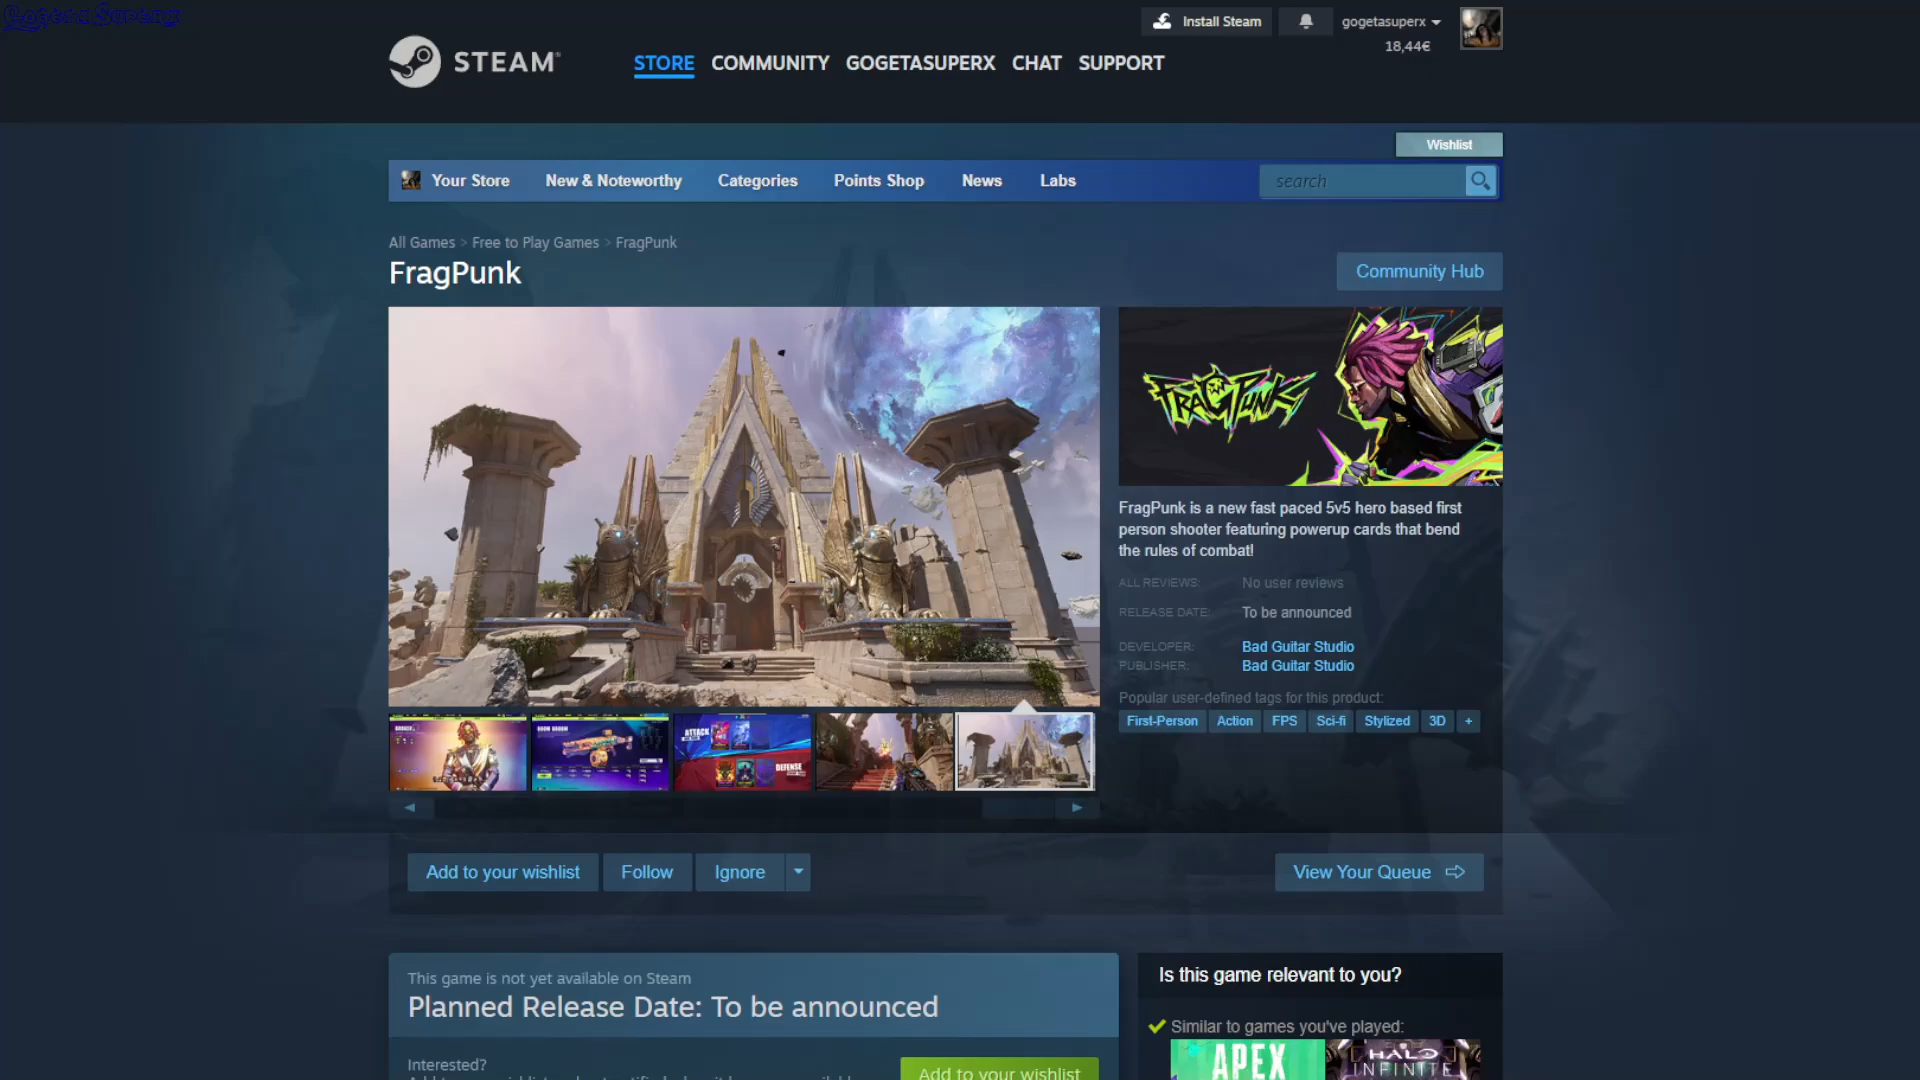 Gogeta Superx
Install Steam
gogetasuperx
18,44€
STEAM
STORE
COMMUNITY
GOGETASUPERX
CHAT
SUPPORT
Wishlist
Your Store
New & Noteworthy
Categories
Points Shop
News
Labs
search
All Games > Free to Play Games > FragPunk
FragPunk
Community Hub
FRAGPUNK
FragPunk is a new fast paced 5v5 hero based first
person shooter featuring powerup cards that bend
the rules of combat!
ALL REVIEWS: No user reviews
RELEASE DATE: To be announced
DEVELOPER: Bad Guitar Studio
PUBLISHER: Bad Guitar Studio
Popular user-defined tags for this product:
First-Person
Action
FPS
Sci-fi
Stylized
3D
+
ATTACK
DEFENSE
Add to your wishlist
Follow
Ignore
View Your Queue
This game is not yet available on Steam
Planned Release Date: To be announced
Interested?
Add to your wishlist
Is this game relevant to you?
Similar to games you've played:
APEX
HALO
INFINITE